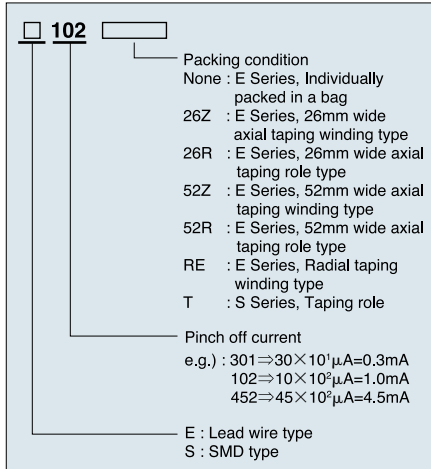 □ 102
Packing condition
None : E Series, Individually
packed in a bag
26Z : E Series, 26mm wide
axial taping winding type
26R : E Series, 26mm wide axial
taping role type
52Z : E Series, 52mm wide axial
taping winding type
52R : E Series, 52mm wide axial
taping role type
RE : E Series, Radial taping
winding type
T : S Series, Taping role
Pinch off current
e.g.) : 301⇒30×10¹μA=0.3mA
102⇒10×10²μA=1.0mA
452⇒45×10²μA=4.5mA
E : Lead wire type
S : SMD type